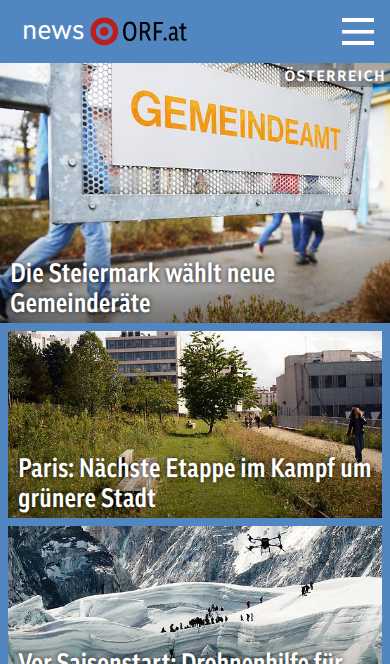 news ORF.at
ÖSTERREICH
GEMEINDEAMT
Die Steiermark wählt neue
Gemeinderäte
Paris: Nächste Etappe im Kampf um
grünere Stadt
Vor Saisonstart: Drohnenhilfe für